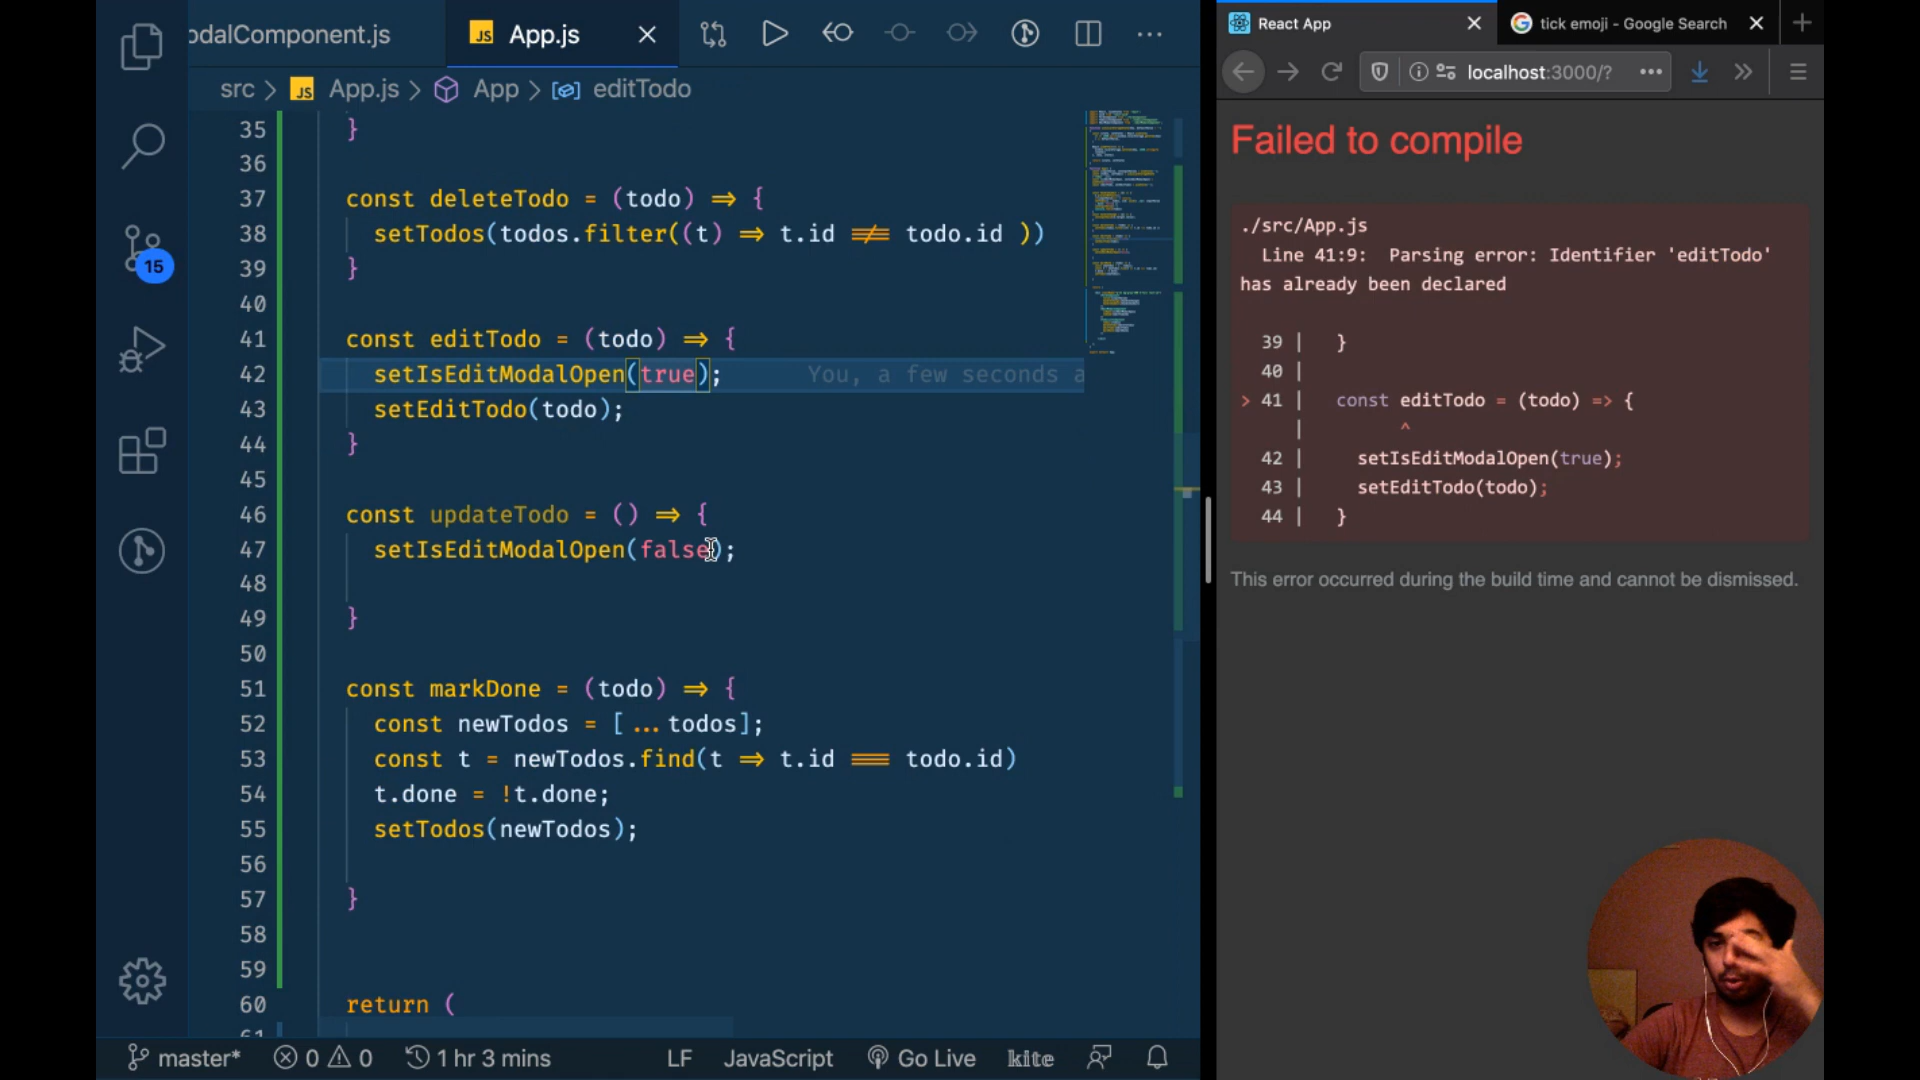 odalComponent.js
JS App.js
src > JS App.js > App > editTodo
35 }
36
37 const deleteTodo = (todo) => {
38 setTodos(todos.filter((t) => t.id !== todo.id ))
39 }
40
41 const editTodo = (todo) => {
42 setIsEditModalOpen(true); You, a few seconds a
43 setEditTodo(todo);
44 }
45
46 const updateTodo = () => {
47 setIsEditModalOpen(false);
48
49 }
50
51 const markDone = (todo) => {
52 const newTodos = [ ...todos];
53 const t = newTodos.find(t => t.id === todo.id)
54 t.done = !t.done;
55 setTodos(newTodos);
56
57 }
58
59
60 return (
61
15
master* 0 0 1 hr 3 mins LF JavaScript Go Live kite
React App
tick emoji - Google Search
localhost:3000/?
Failed to compile
./src/App.js
Line 41:9: Parsing error: Identifier 'editTodo'
has already been declared
39 | }
40 |
> 41 | const editTodo = (todo) => {
| ^
42 | setIsEditModalOpen(true);
43 | setEditTodo(todo);
44 | }
This error occurred during the build time and cannot be dismissed.